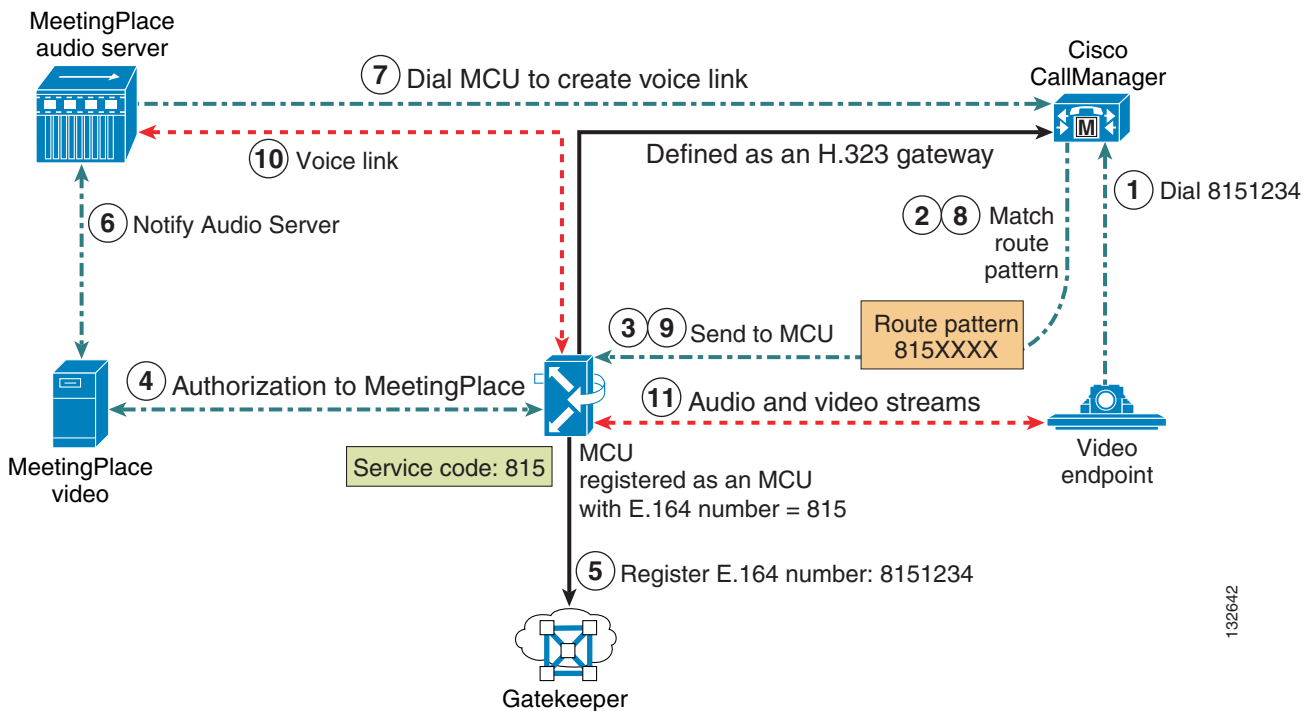 MeetingPlace
audio server
7 Dial MCU to create voice link
Cisco
CallManager
M
10 Voice link
Defined as an H.323 gateway
1 Dial 8151234
6 Notify Audio Server
2 8 Match
route
pattern
3 9 Send to MCU
Route pattern
815XXXX
4 Authorization to MeetingPlace
11 Audio and video streams
MeetingPlace
video
Service code: 815
MCU
registered as an MCU
with E.164 number = 815
Video
endpoint
5 Register E.164 number: 8151234
Gatekeeper
132642